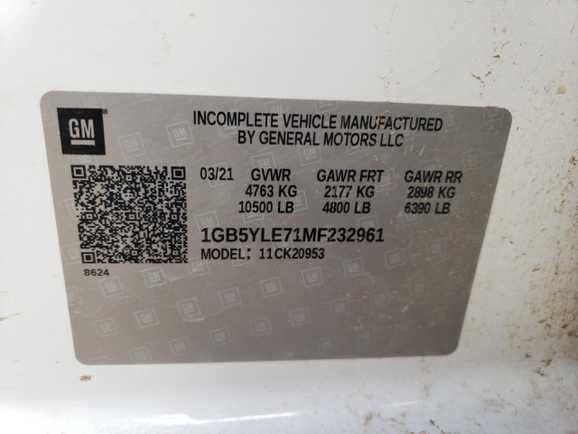 GM
INCOMPLETE VEHICLE MANUFACTURED
BY GENERAL MOTORS LLC
03/21 GVWR GAWR FRT GAWR RR
4763 KG 2177 KG 2898 KG
10500 LB 4800 LB 6390 LB
1GB5YLE71MF232961
MODEL: 11CK20953
8624